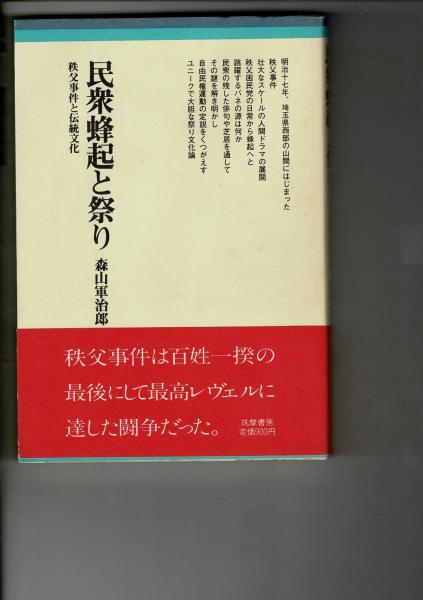 明治十七年、埼玉県西部の山間にはじまった
秩父事件
壮大なスケールの人間ドラマの展開
秩父困民党の日常から蜂起へと
跳躍するバネの源は何か
民衆の残した俳句や芝居を通して
その謎を解き明かし
自由民権運動の定説をくつがえす
ユニークで大胆な祭り文化論
民衆蜂起と祭り
秩父事件と伝統文化
森山軍治郎
秩父事件は百姓一揆の
最後にして最高レヴェルに
達した闘争だった。
筑摩書房
定価900円